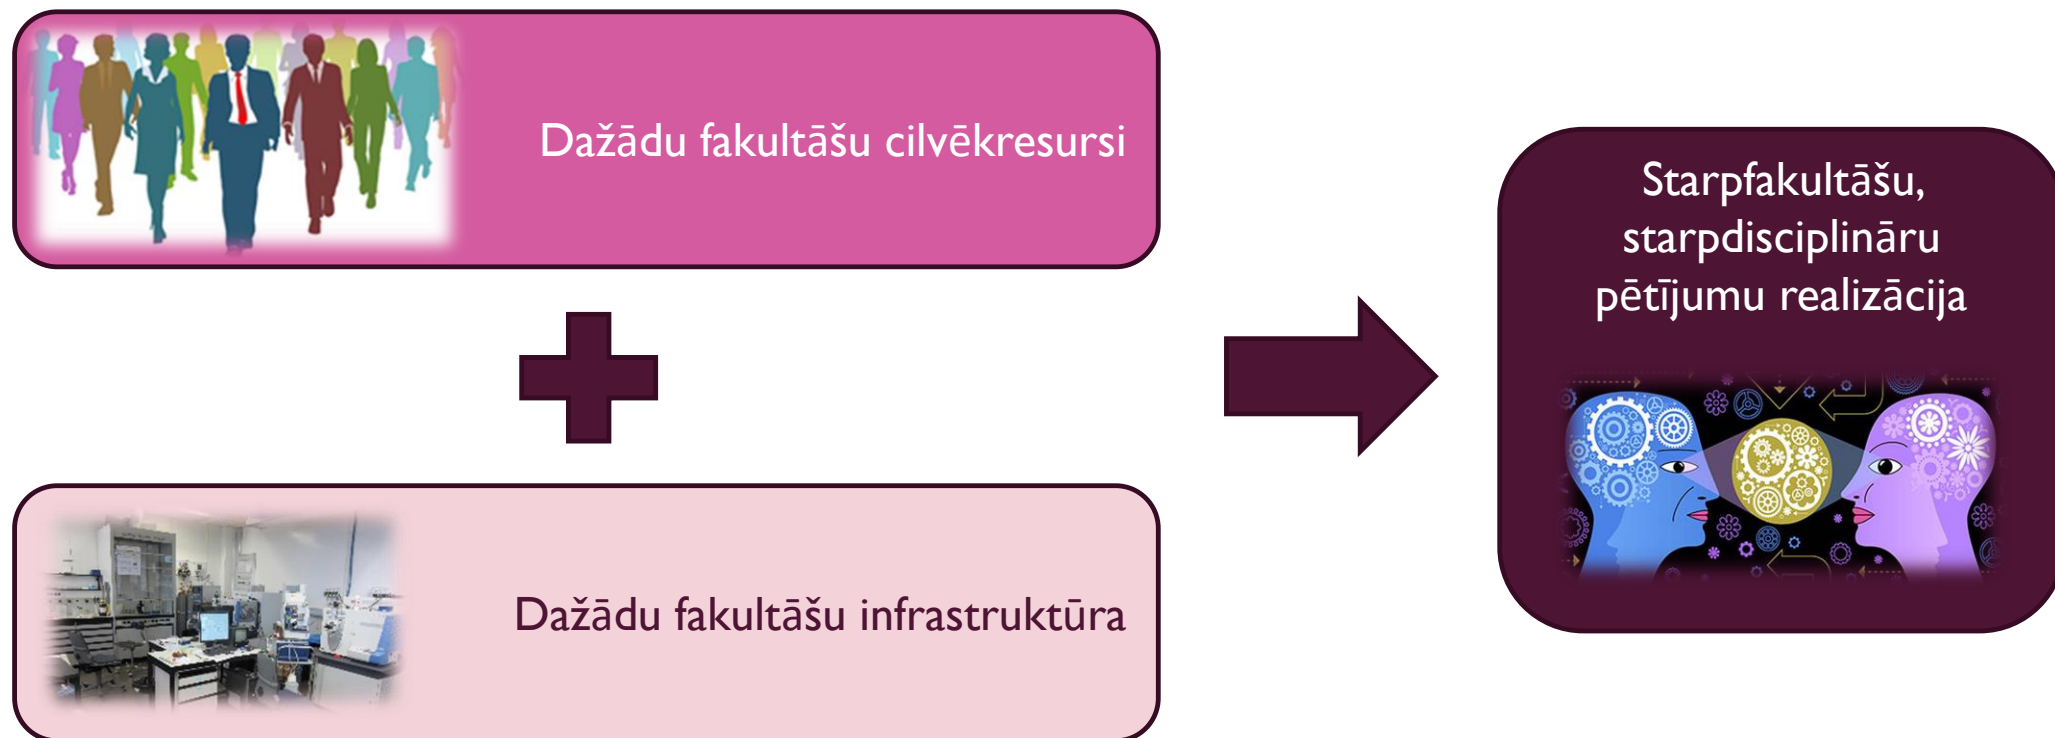 Dažādu fakultāšu cilvēkresursi
Starpfakultāšu,
starpdisciplināru
pētījumu realizācija
Dažādu fakultāšu infrastruktūra